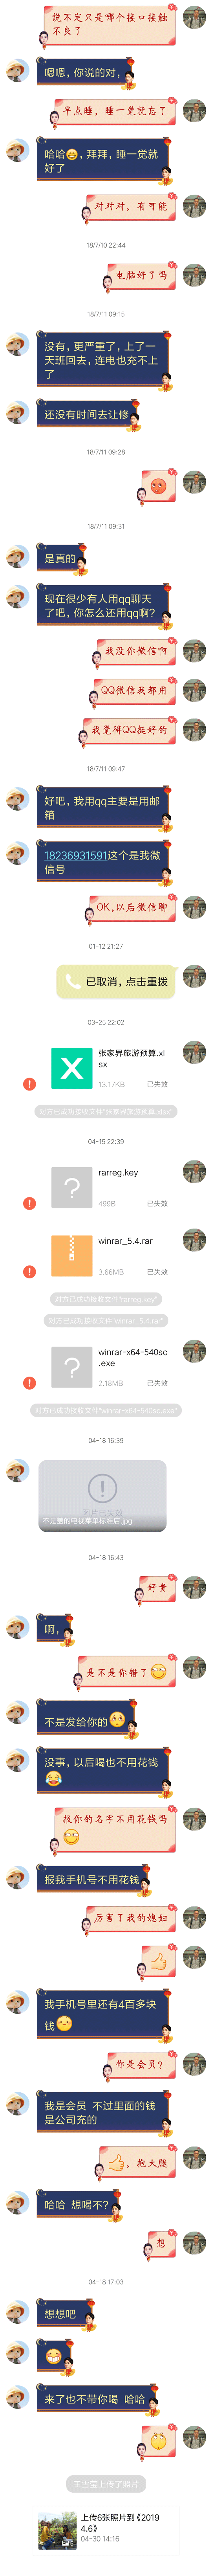 说不定只是哪个接口接触
不良了
嗯嗯,你说的对,
早点睡,睡一觉就忘了
哈哈😄,拜拜,睡一觉就
好了
对对对,有可能
18/7/10 22:44
电脑好了吗
18/7/11 09:15
没有,更严重了,上了一
天班回去,连电也充不上
了
还没有时间去让修
18/7/11 09:28
18/7/11 09:31
是真的
现在很少有人用qq聊天
了吧,你怎么还用qq啊?
我没你微信啊
QQ微信我都用
我觉得QQ挺好的
18/7/11 09:47
好吧,我用qq主要是用邮
箱
18236931591这个是我微
信号
OK,以后微信聊
01-12 21:27
已取消,点击重拨
03-25 22:02
张家界旅游预算.xl
sx
13.17KB 已失效
对方已成功接收文件"张家界旅游预算.xlsx"
04-15 22:39
rarreg.key
499B 已失效
winrar_5.4.rar
3.66MB 已失效
对方已成功接收文件"rarreg.key"
对方已成功接收文件"winrar_5.4.rar"
winrar-x64-540sc
.exe
2.18MB 已失效
对方已成功接收文件"winrar-x64-540sc.exe"
04-18 16:39
图片已失效
04-18 16:43
好贵
啊,
是不是你错了
不是发给你的
没事,以后喝也不用花钱
😂
报你的名字不用花钱吗
报我手机号不用花钱
厉害了我的媳妇
👍
我手机号里还有4百多块
钱
你是会员?
我是会员 不过里面的钱
是公司充的
👍,抱大腿
哈哈 想喝不?
想
04-18 17:03
想想吧
😁
来了也不带你喝 哈哈
上传了照片
上传6张照片到《2019
4.6》
04-30 14:16